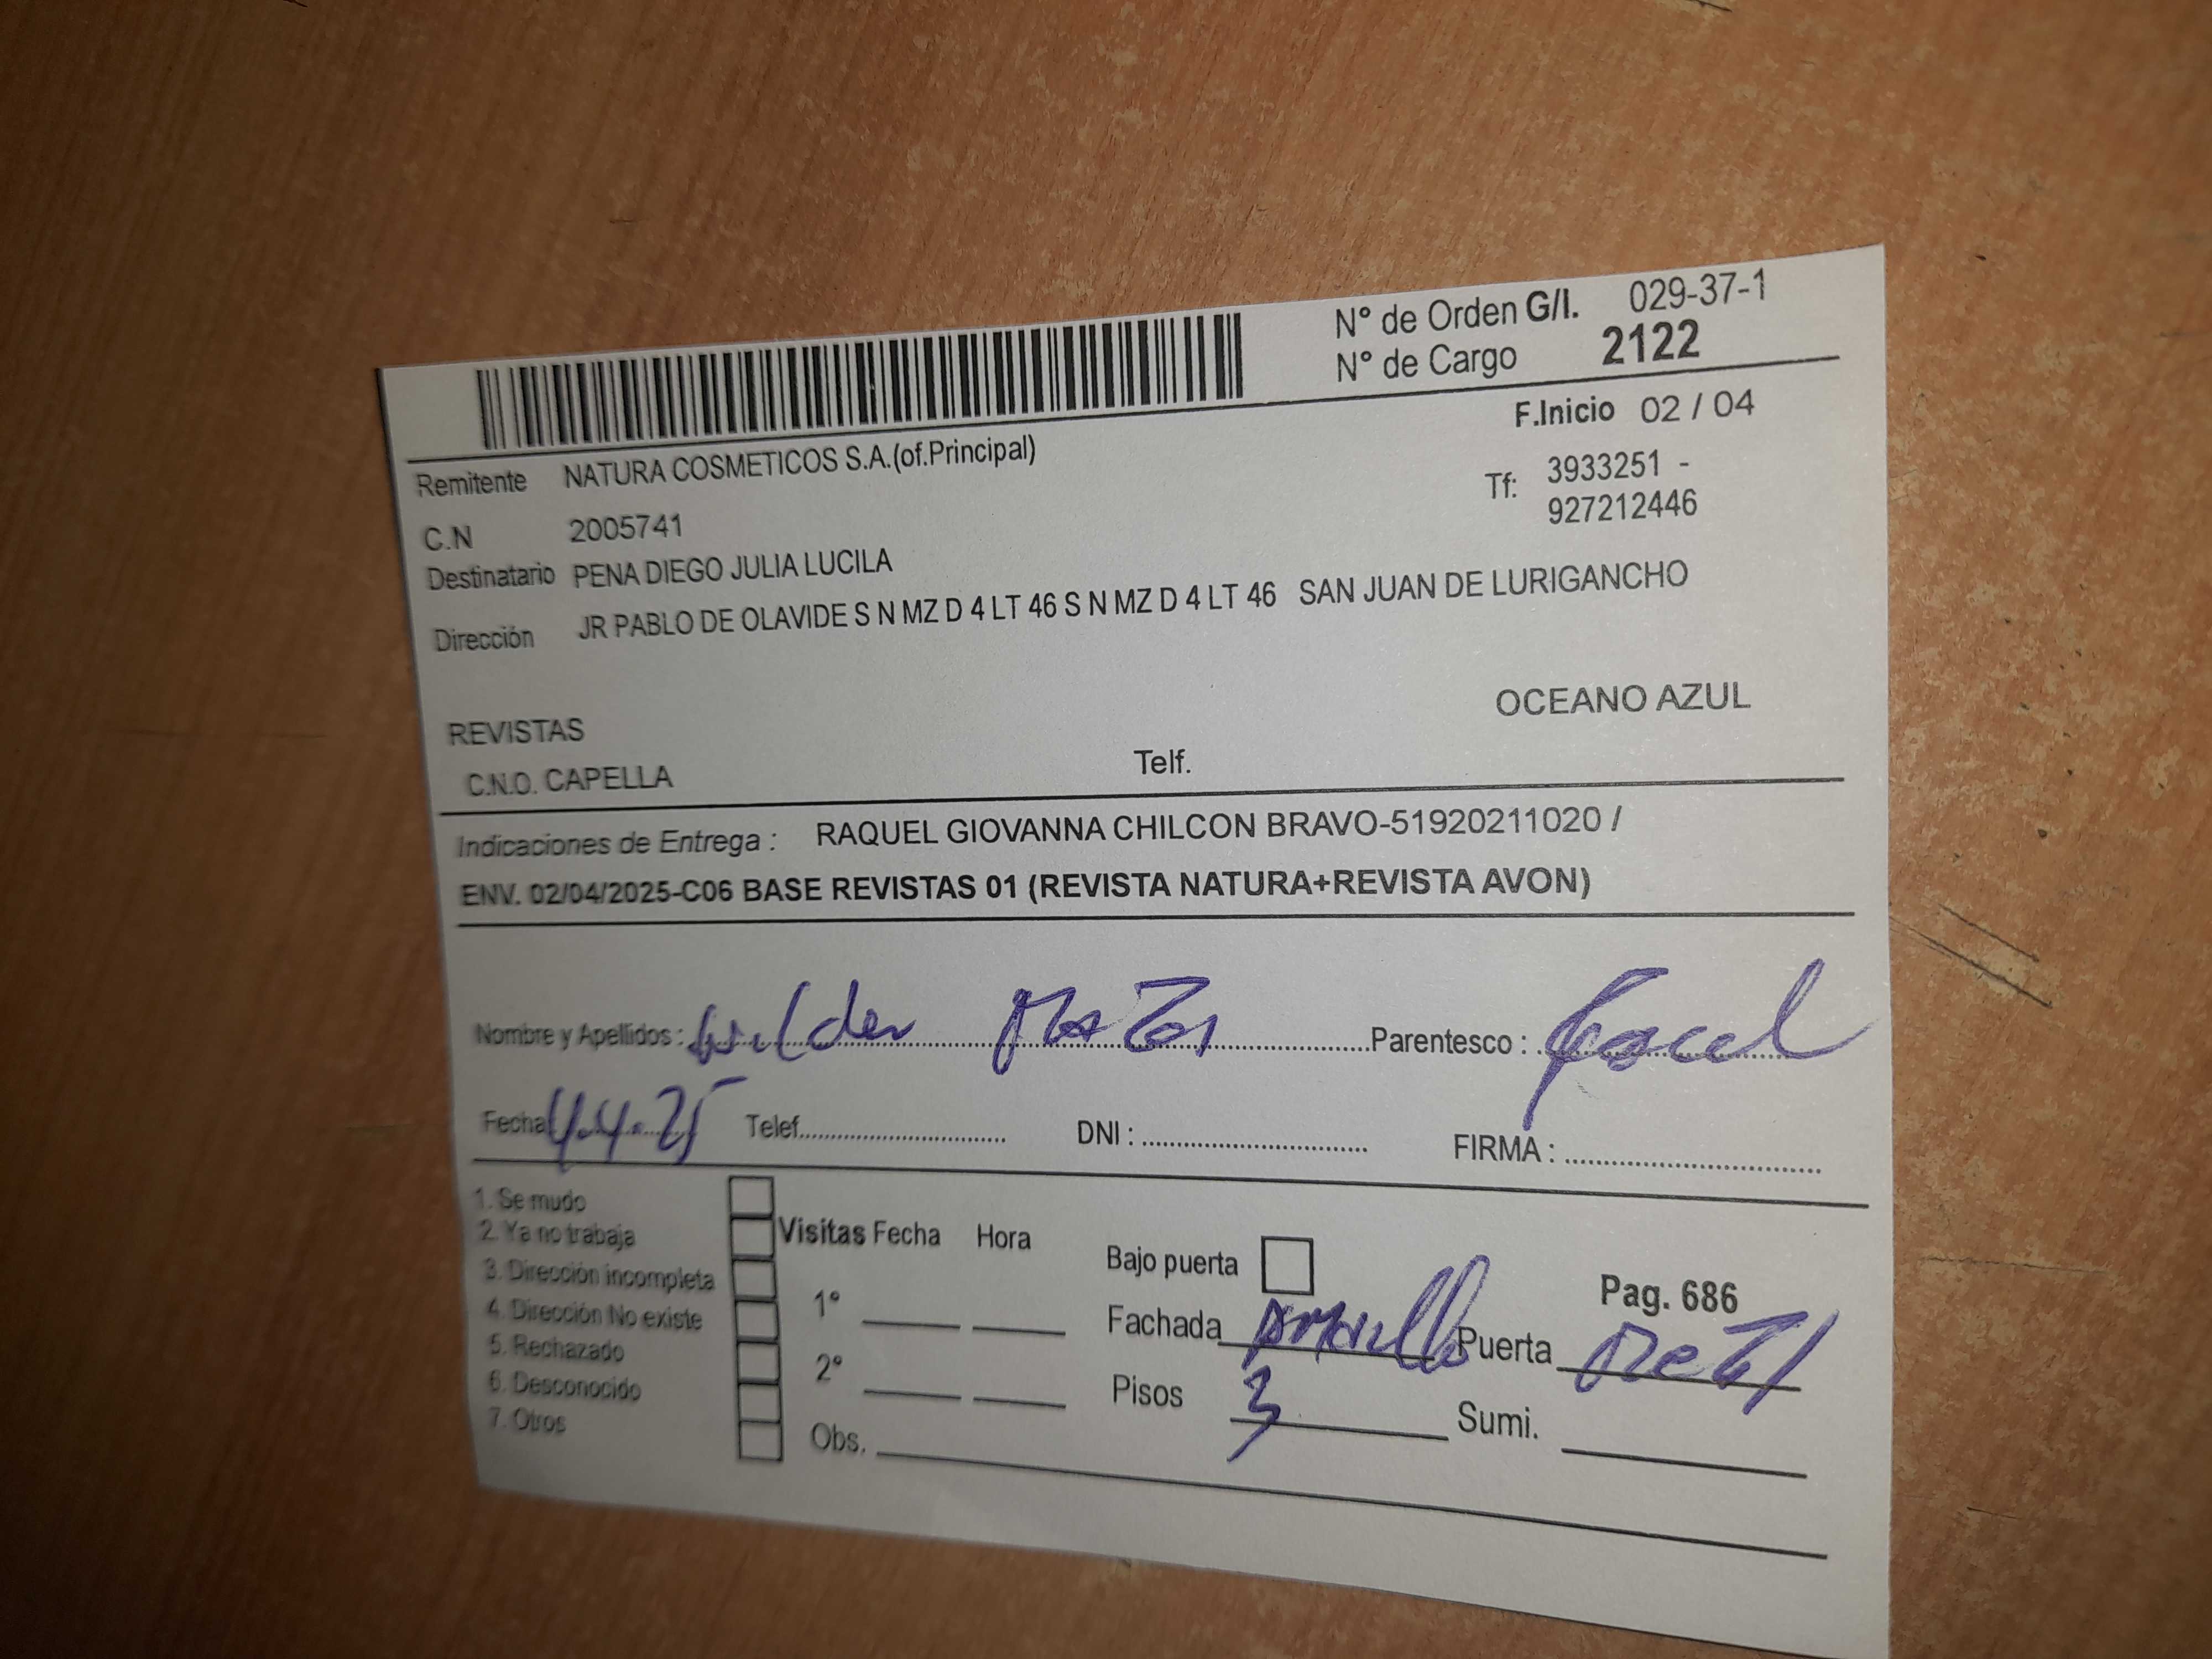 N° de Orden G/I. 029-37-1
N° de Cargo 2122
F.Inicio 02 / 04
Remitente NATURA COSMETICOS S.A.(of.Principal)
Tf: 3933251 -
927212446
C.N 2005741
Destinatario PENA DIEGO JULIA LUCILA
Dirección JR PABLO DE OLAVIDE S N MZ D 4 LT 46 S N MZ D 4 LT 46 SAN JUAN DE LURIGANCHO
OCEANO AZUL
REVISTAS
C.N.O. CAPELLA Telf.
Indicaciones de Entrega : RAQUEL GIOVANNA CHILCON BRAVO-51920211020 /
ENV. 02/04/2025-C06 BASE REVISTAS 01 (REVISTA NATURA+REVISTA AVON)
Nombre y Apellidos : Wilder Parentesco :
Fecha 4.4.25 Telef. DNI : FIRMA :
1. Se mudo
2. Ya no trabaja
3. Dirección incompleta
4. Dirección No existe
5. Rechazado
6. Desconocido
7. Otros
Visitas Fecha Hora
1°
2°
Obs.
Bajo puerta
Pag. 686
Fachada Amarillo Puerta Metal
Pisos 3 Sumi.